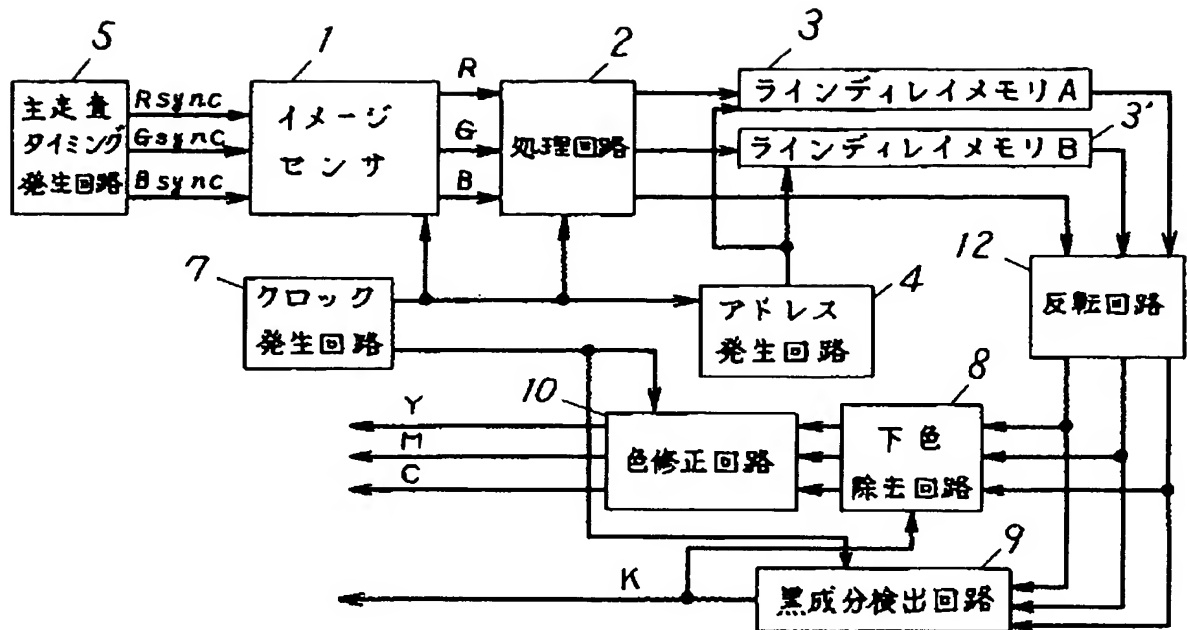 5
主走査
タイミング
発生回路
Rsync
Gsync
Bsync
1
イメージ
センサ
R
G
B
2
処理回路
3
ラインディレイメモリA
3'
ラインディレイメモリB
12
反転回路
7
クロック
発生回路
4
アドレス
発生回路
10
色修正回路
Y
M
C
8
下色
除去回路
9
黒成分検出回路
K